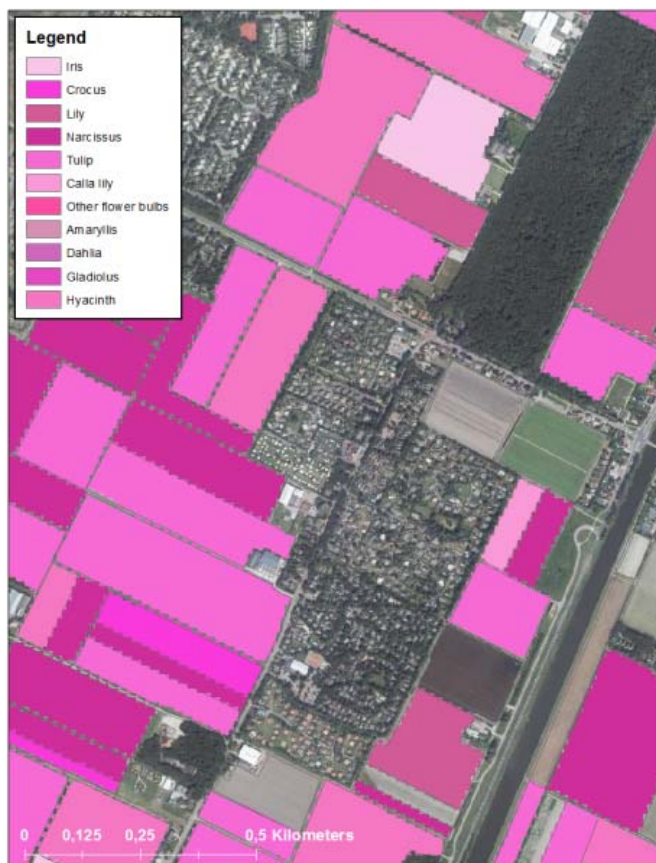 Legend
Iris
Crocus
Lily
Narcissus
Tulip
Calla lily
Other flower bulbs
Amaryllis
Dahlia
Gladiolus
Hyacinth
0 0,125 0,25 0,5 Kilometers